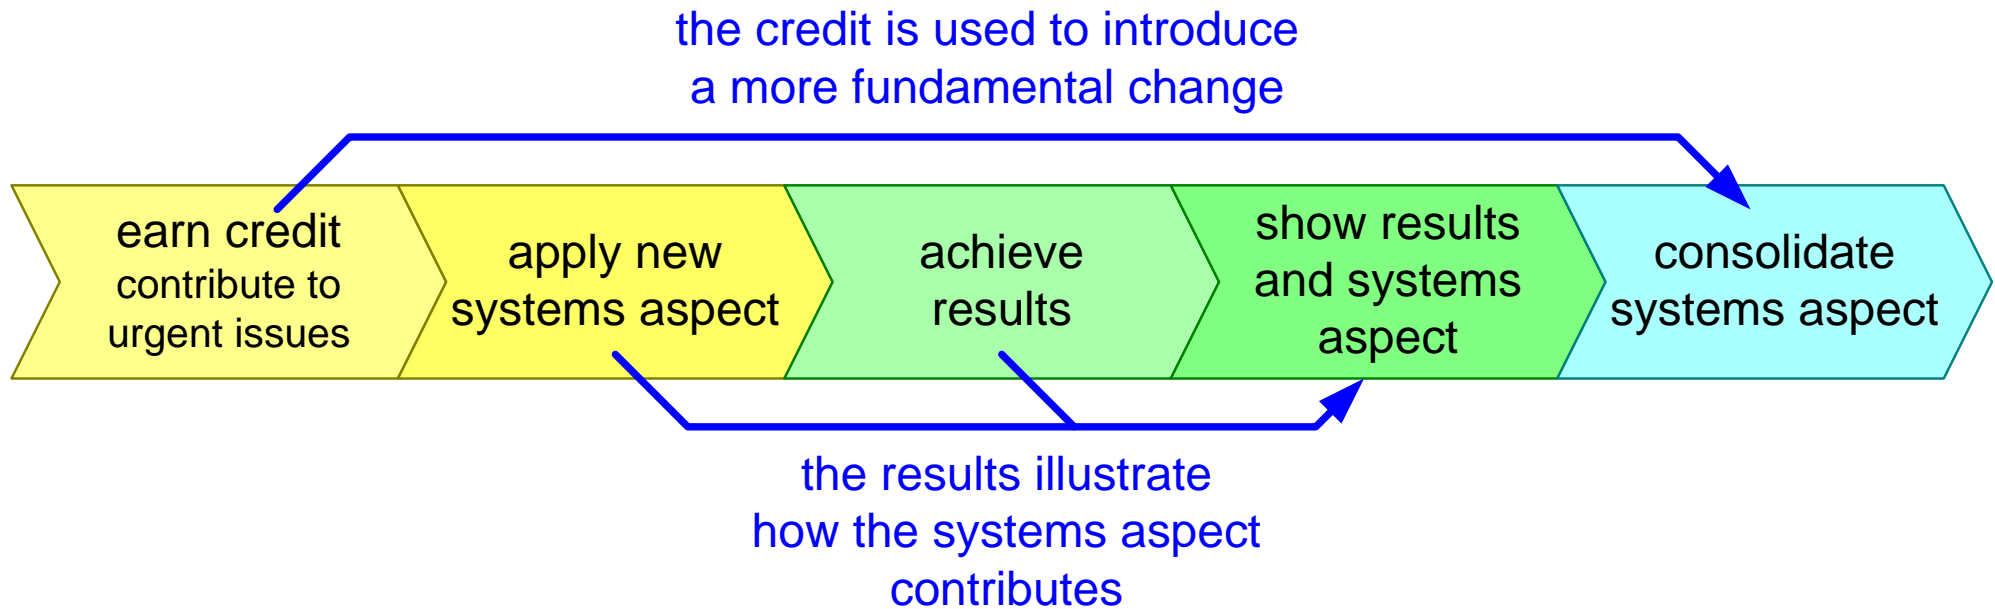 the credit is used to introduce
a more fundamental change
earn credit
contribute to
urgent issues
apply new
systems aspect
achieve
results
show results
and systems
aspect
consolidate
systems aspect
the results illustrate
how the systems aspect
contributes